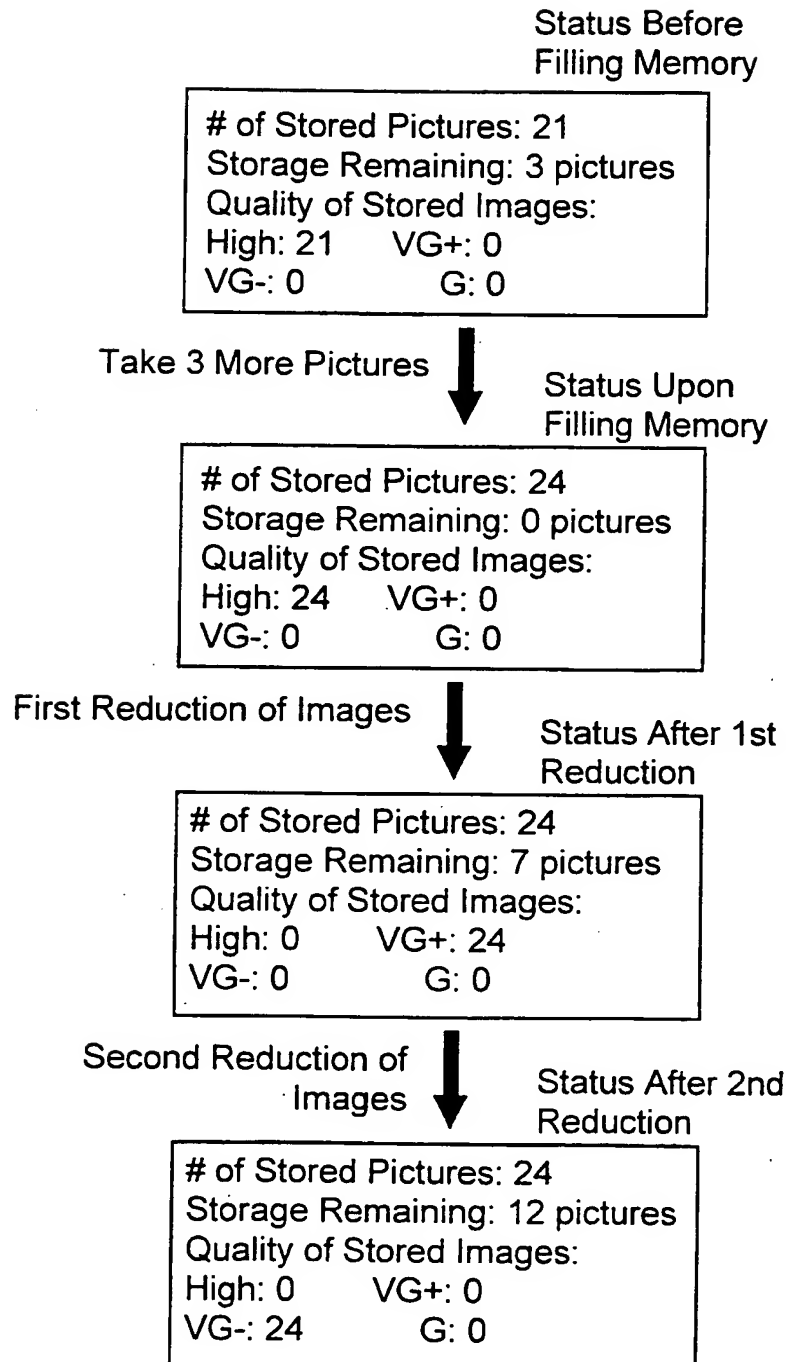 Status Before
Filling Memory
# of Stored Pictures: 21
Storage Remaining: 3 pictures
Quality of Stored Images:
High: 21 VG+: 0
VG-: 0 G: 0
Take 3 More Pictures
Status Upon
Filling Memory
# of Stored Pictures: 24
Storage Remaining: 0 pictures
Quality of Stored Images:
High: 24 VG+: 0
VG-: 0 G: 0
First Reduction of Images
Status After 1st
Reduction
# of Stored Pictures: 24
Storage Remaining: 7 pictures
Quality of Stored Images:
High: 0 VG+: 24
VG-: 0 G: 0
Second Reduction of
Images
Status After 2nd
Reduction
# of Stored Pictures: 24
Storage Remaining: 12 pictures
Quality of Stored Images:
High: 0 VG+: 0
VG-: 24 G: 0